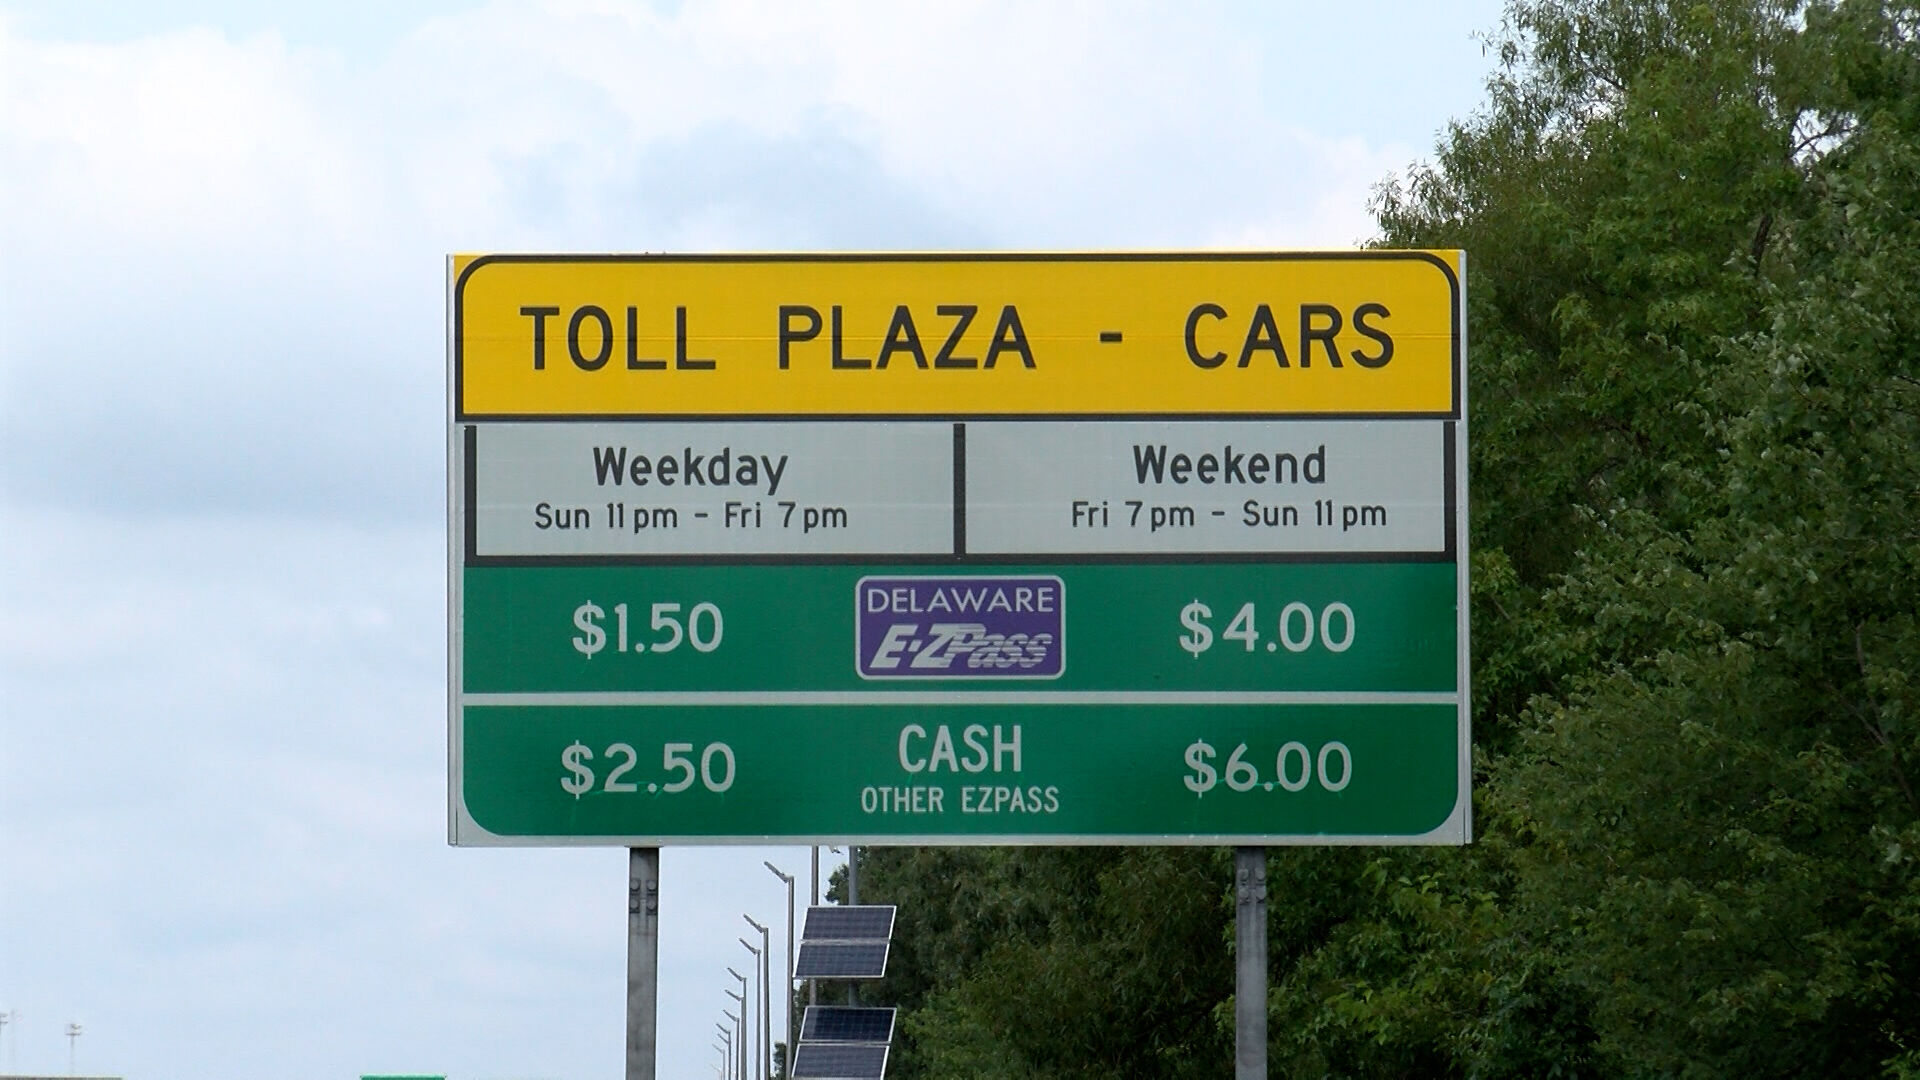 TOLL PLAZA - CARS
Weekday
Sun 11pm - Fri 7pm
Weekend
Fri 7pm - Sun 11pm
$1.50
DELAWARE
E-ZPass
$4.00
$2.50
CASH
OTHER EZPASS
$6.00